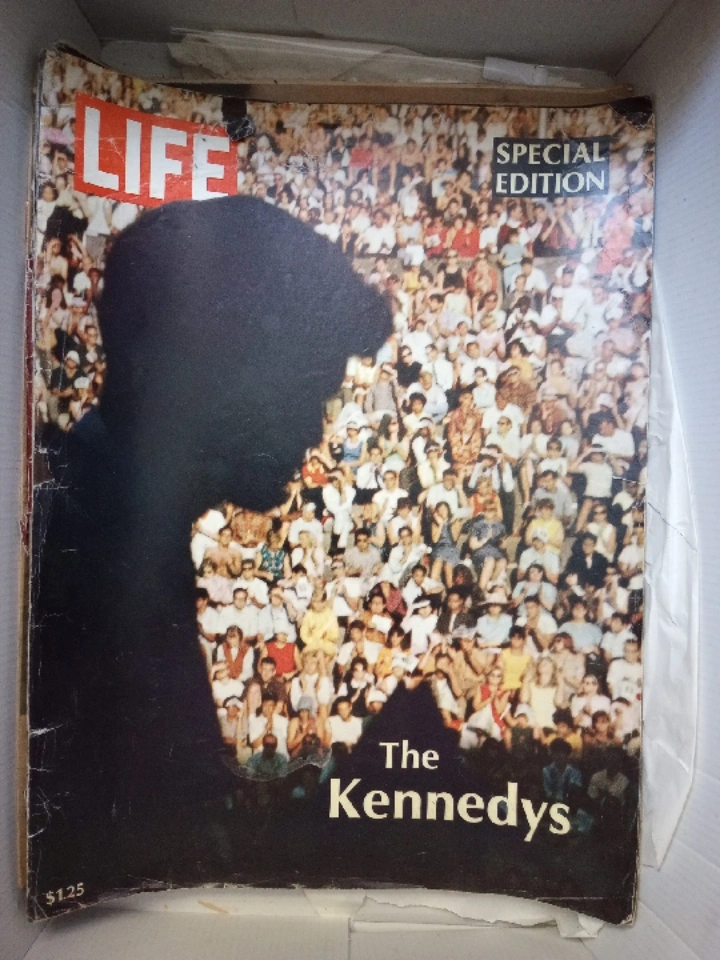 LIFE
SPECIAL
EDITION
The
Kennedys
$1.25